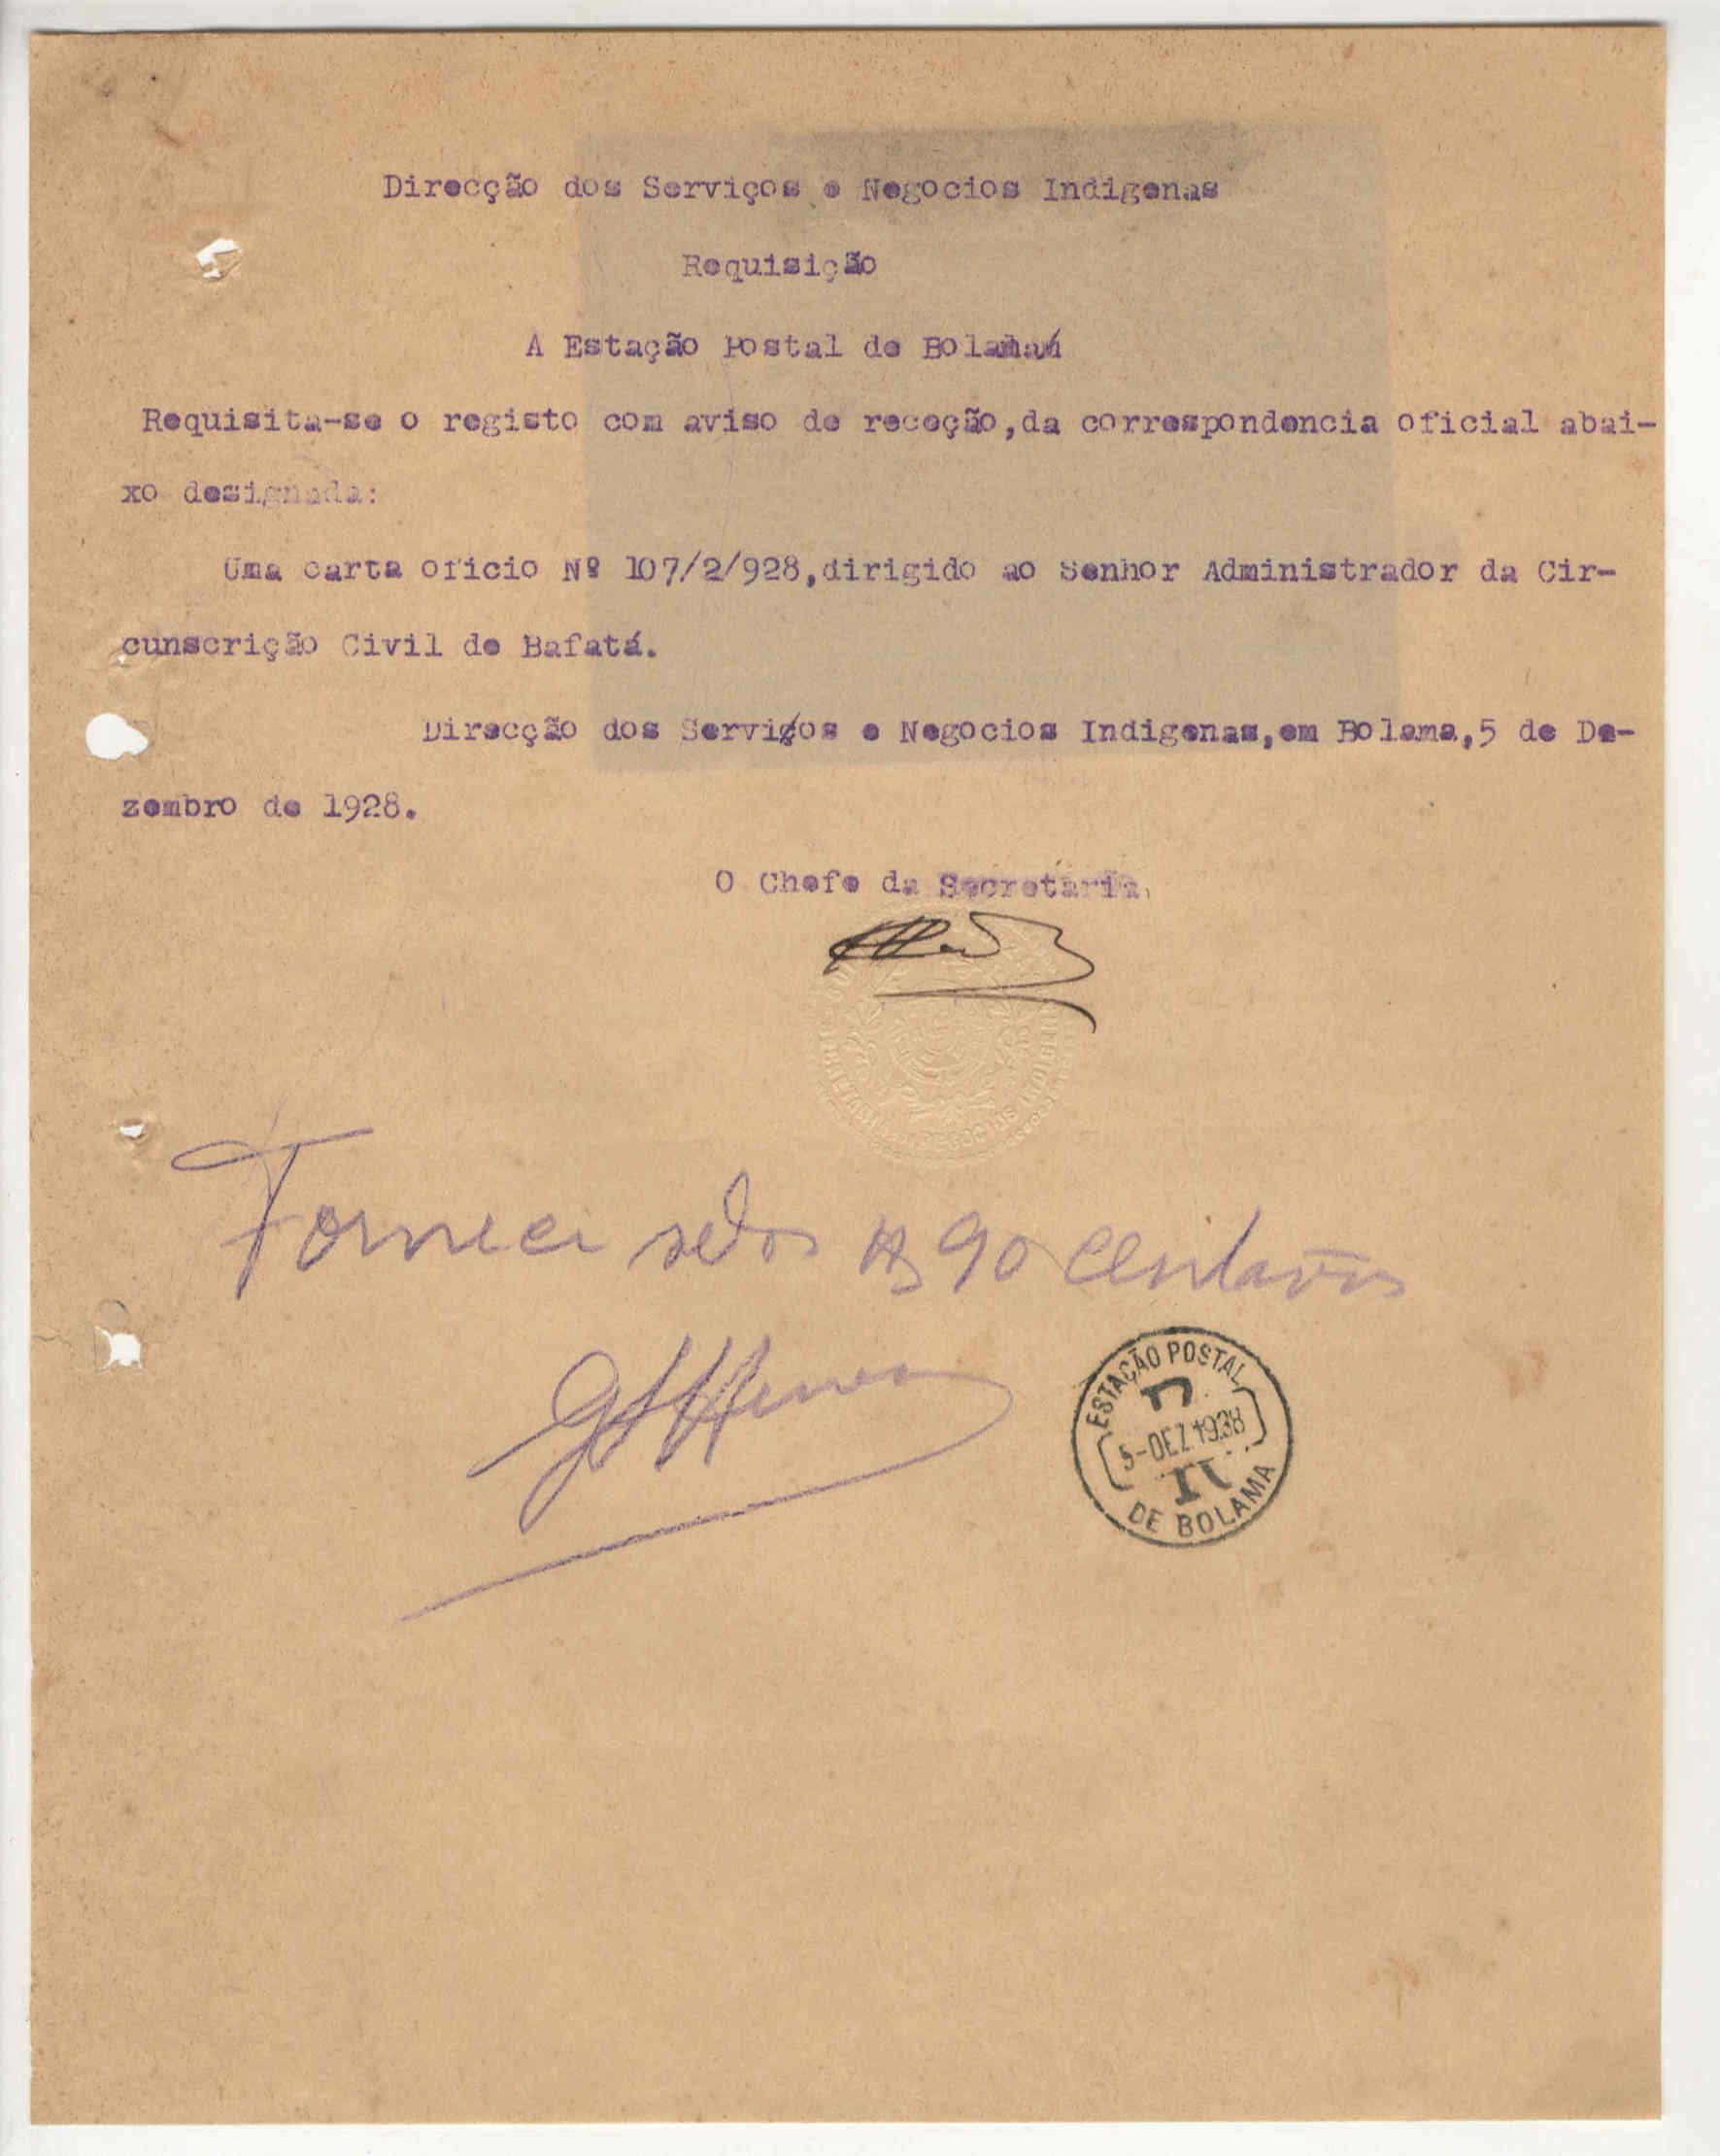 Direcção dos Serviços e Negocios Indigenas
Requisição
A Estação Postal de Bolama
Requisita-se o registo com aviso de receção,da correspondencia oficial abai-
xo designada:
Uma carta oficio Nº 107/2/928,dirigido ao Senhor Administrador da Cir-
cunscrição Civil de Bafatá.
Direcção dos Serviços e Negocios Indigenas,em Bolama,5 de De-
zembro de 1928.
O Chefe da Secretaria
Forneci selos 90 Centavos
ESTAÇÃO POSTAL
5-DEZ 1938
DE BOLAMA